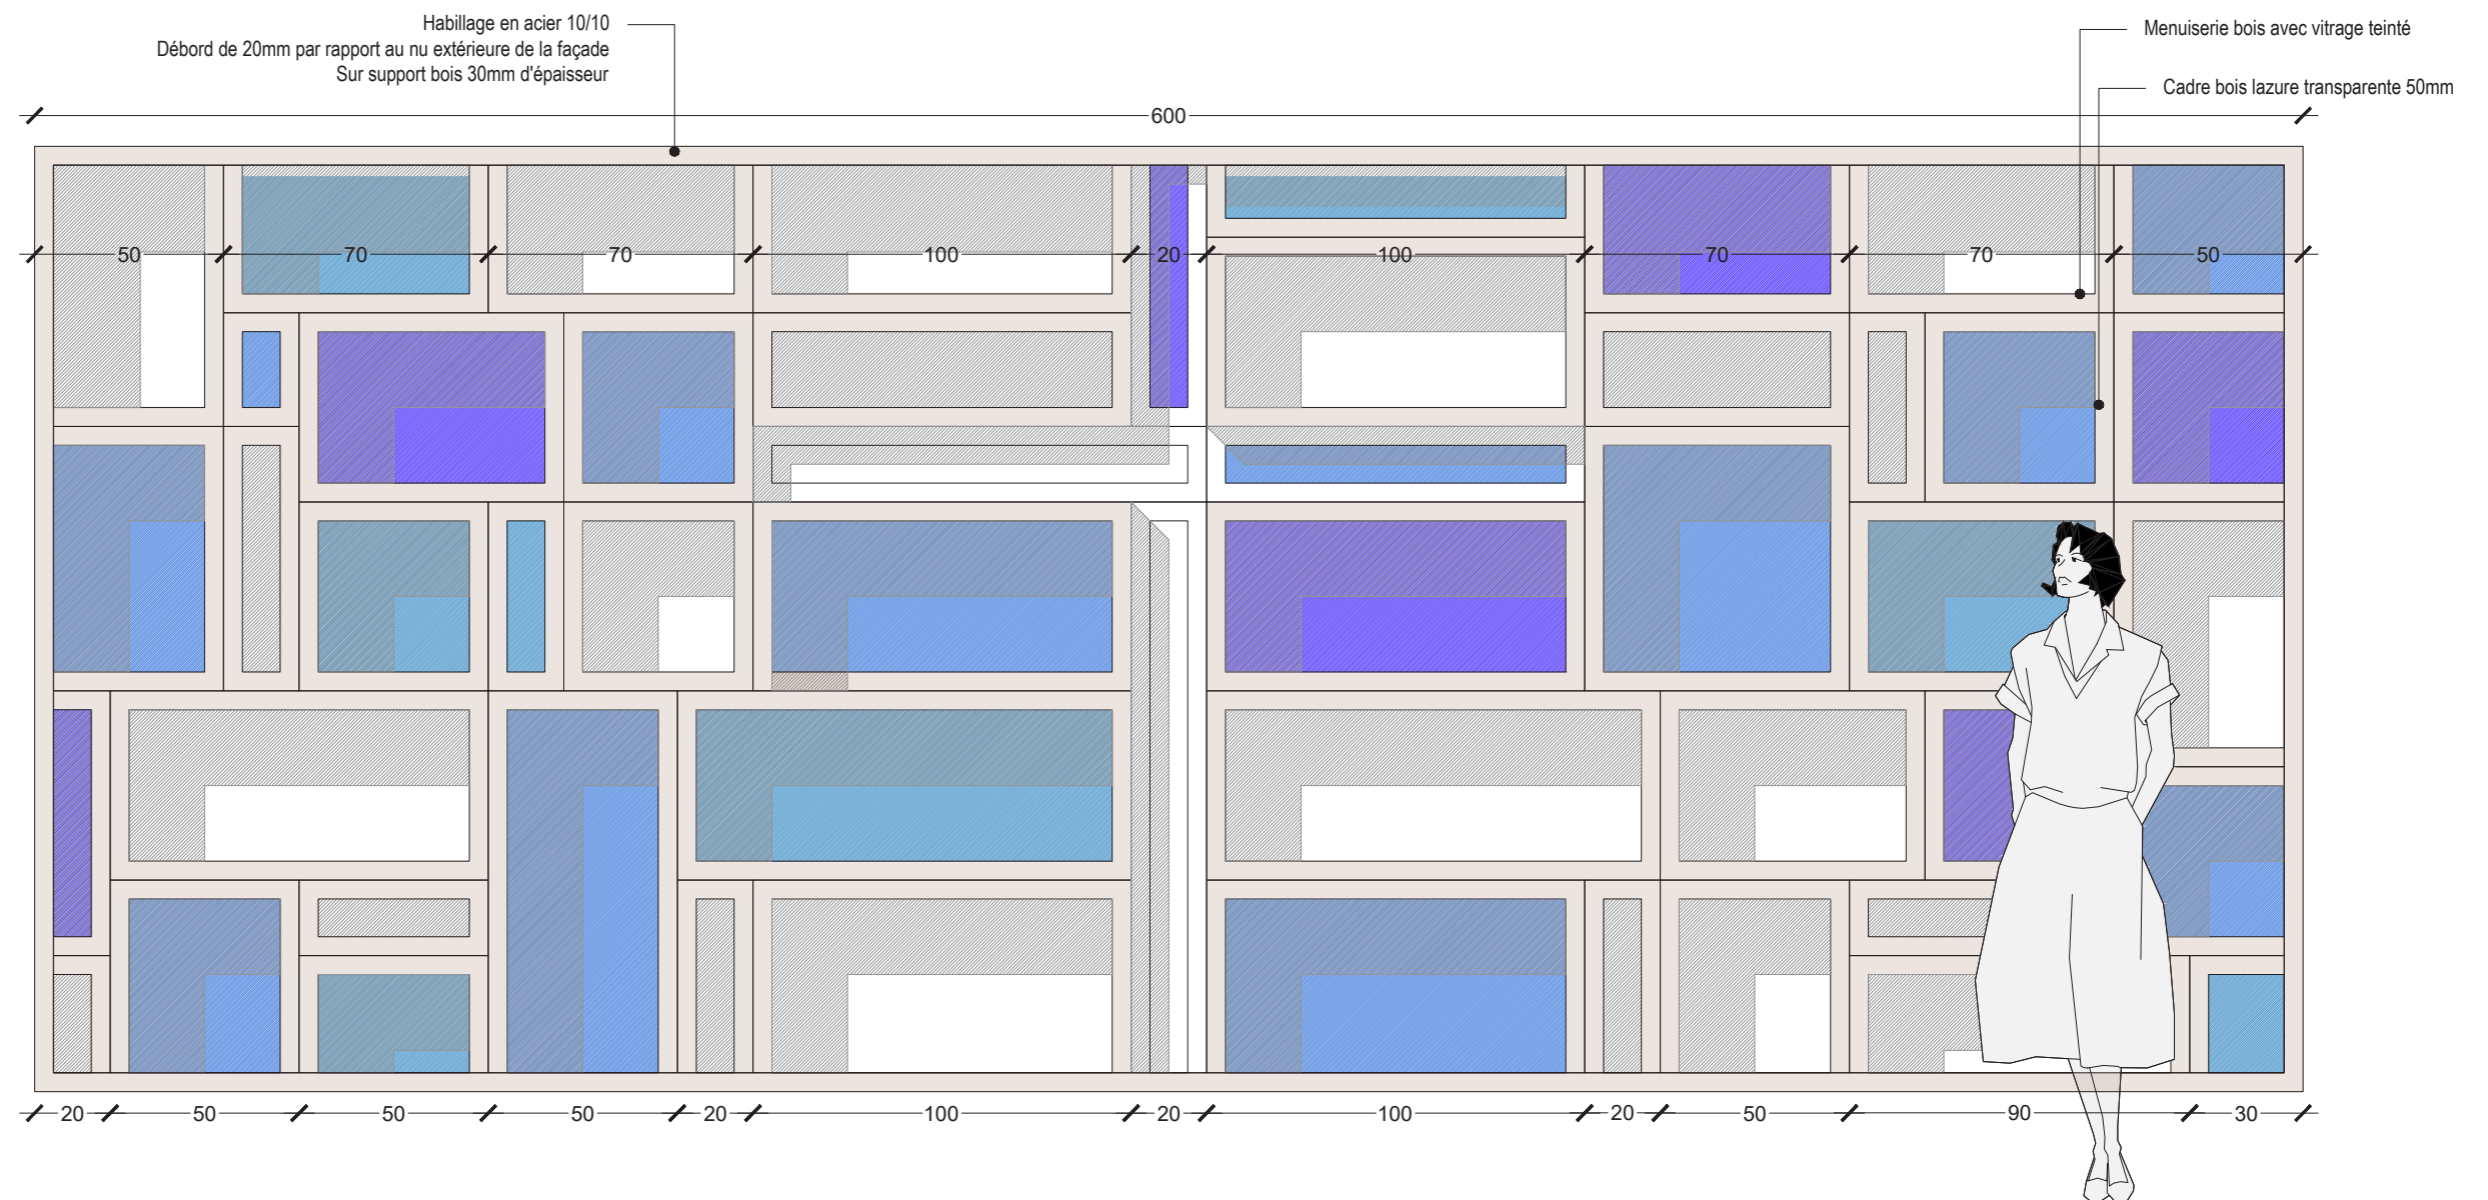 Habillage en acier 10/10
Débord de 20mm par rapport au nu extérieure de la façade
Sur support bois 30mm d'épaisseur
Menuiserie bois avec vitrage teinté
Cadre bois lazure transparente 50mm
600
50 70 70 100 20 100 70 70 50
20 50 50 50 20 100 20 100 20 50 90 30